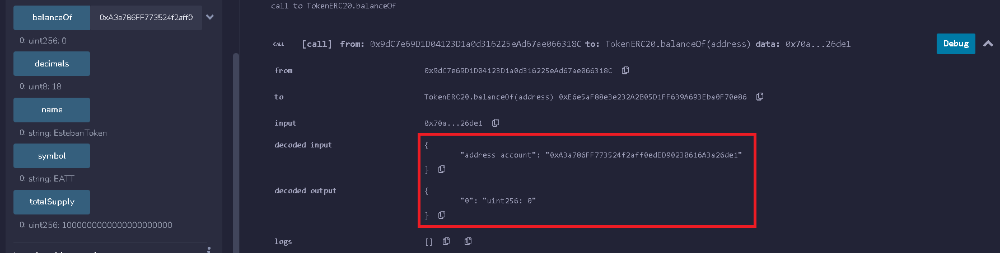 balanceOf
0xA3a786FF773524f2aff0
0: uint256: 0
decimals
0: uint8: 18
name
0: string: EstebanToken
symbol
0: string: EATT
totalSupply
0: uint256: 1000000000000000000000
call to TokenERC20.balanceOf
CALL
[call] from: 0x9dC7e69D1D04123D1a0d316225eAd67ae066318C to: TokenERC20.balanceOf(address) data: 0x70a...26de1
Debug
from
0x9dC7e69D1D04123D1a0d316225eAd67ae066318C
to
TokenERC20.balanceOf(address) 0xE6e5aF88e3e232A2B05D1FF639A693Eba0F70e86
input
0x70a...26de1
decoded input
{
"address account": "0xA3a786FF773524f2aff0edED90230616A3a26de1"
}
decoded output
{
"0": "uint256: 0"
}
logs
[]